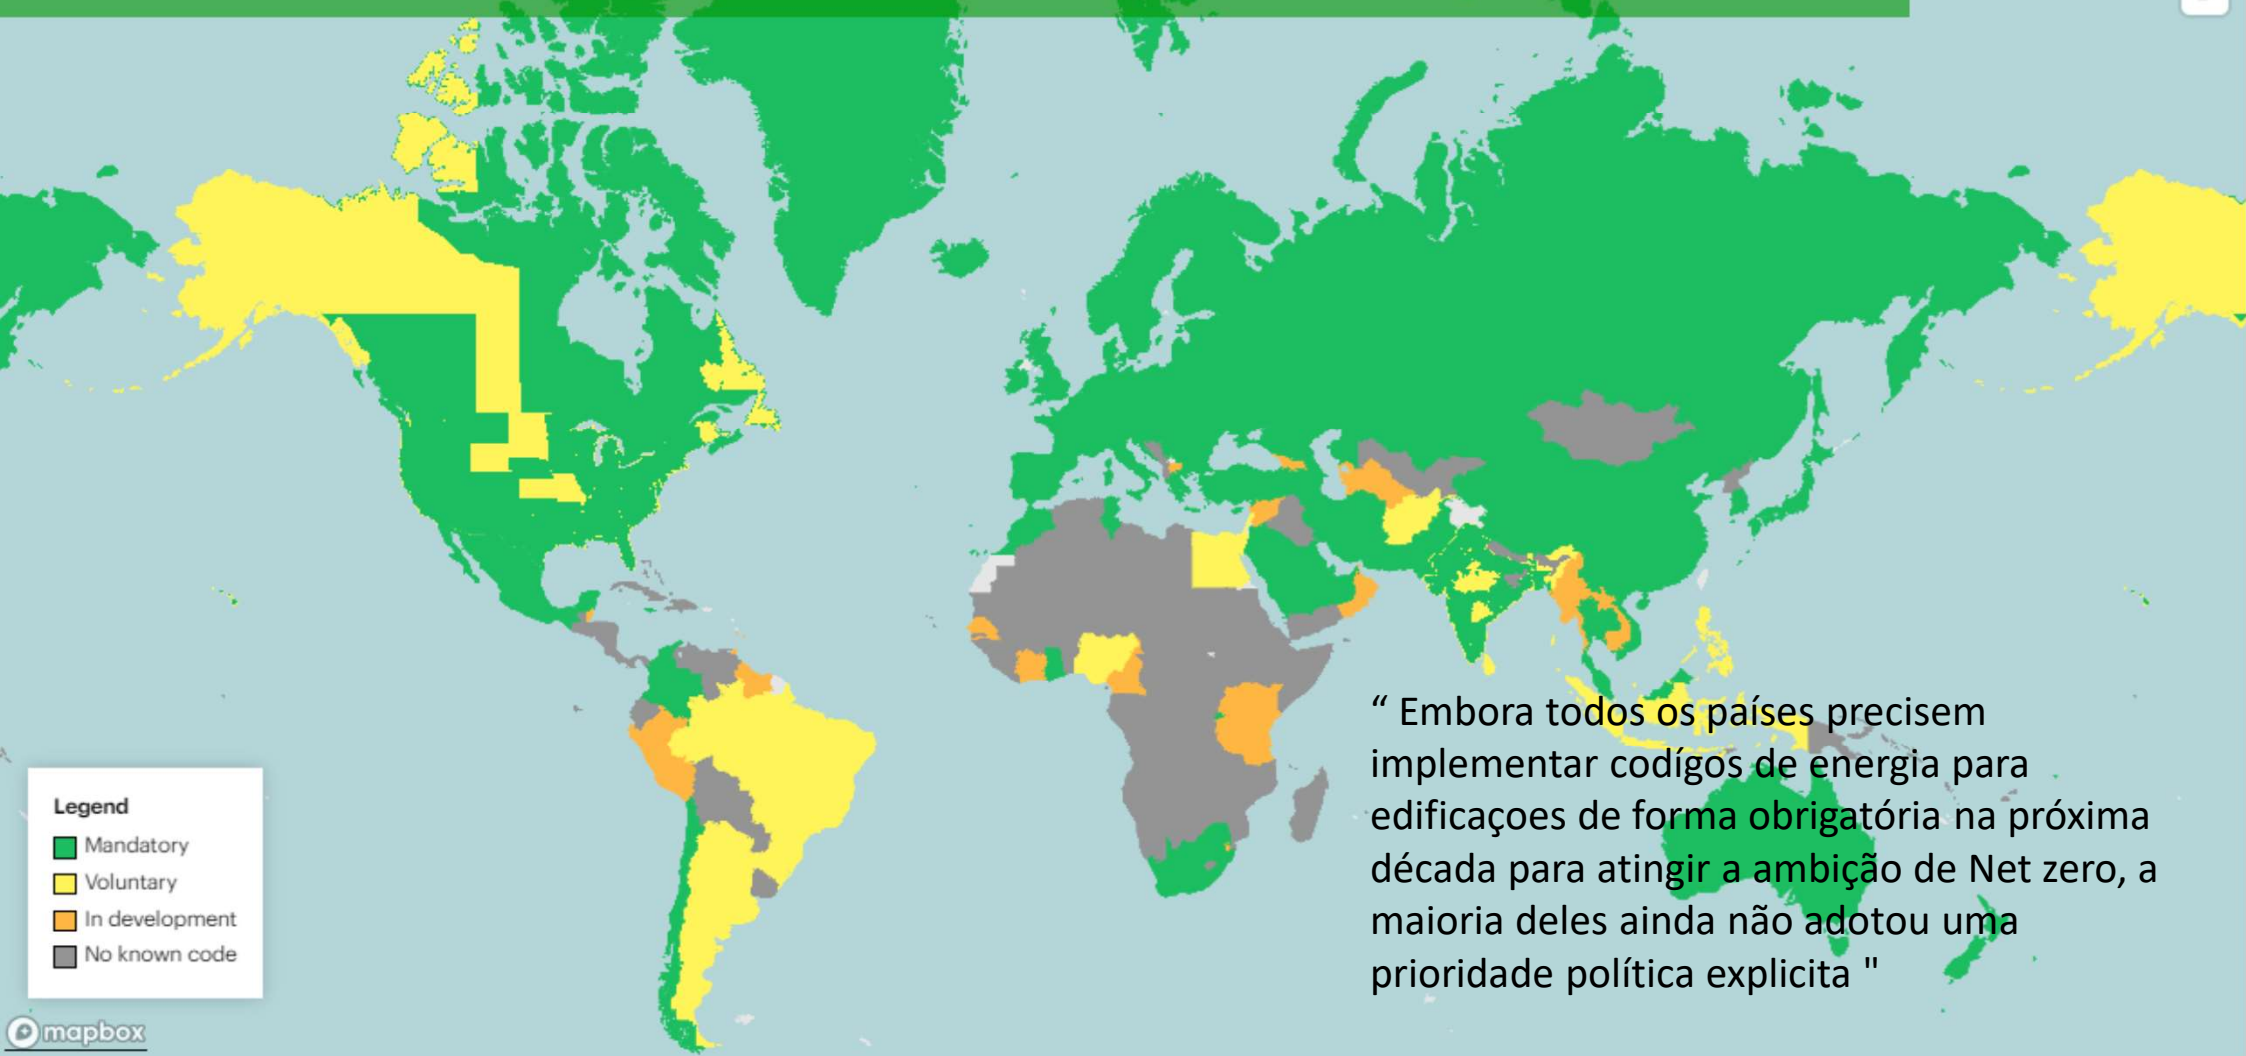 “ Embora todos os países precisem
implementar codígos de energia para
edificaçoes de forma obrigatória na próxima
década para atingir a ambição de Net zero, a
maioria deles ainda não adotou uma
prioridade política explicita "
Legend
Mandatory
Voluntary
In development
No known code
mapbox